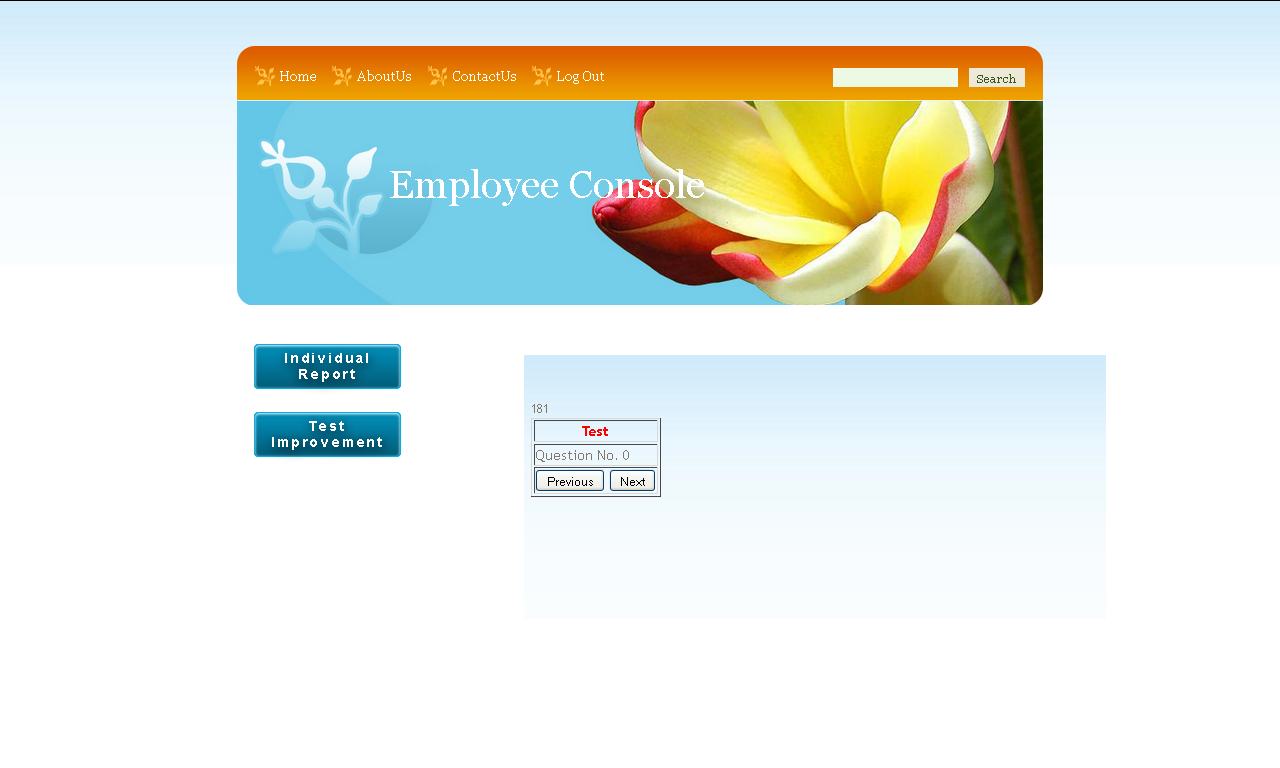 Home AboutUs ContactUs Log Out Search
Employee Console
Individual
Report
Test
Improvement
181
Test
Question No. 0
Previous Next